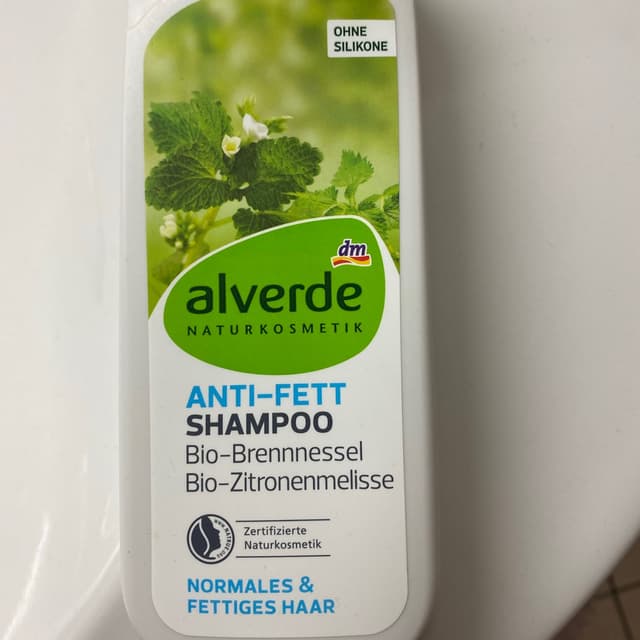 OHNE
SILIKONE
dm
alverde
NATURKOSMETIK
ANTI-FETT
SHAMPOO
Bio-Brennnessel
Bio-Zitronenmelisse
Zertifizierte
Naturkosmetik
NORMALES &
FETTIGES HAAR